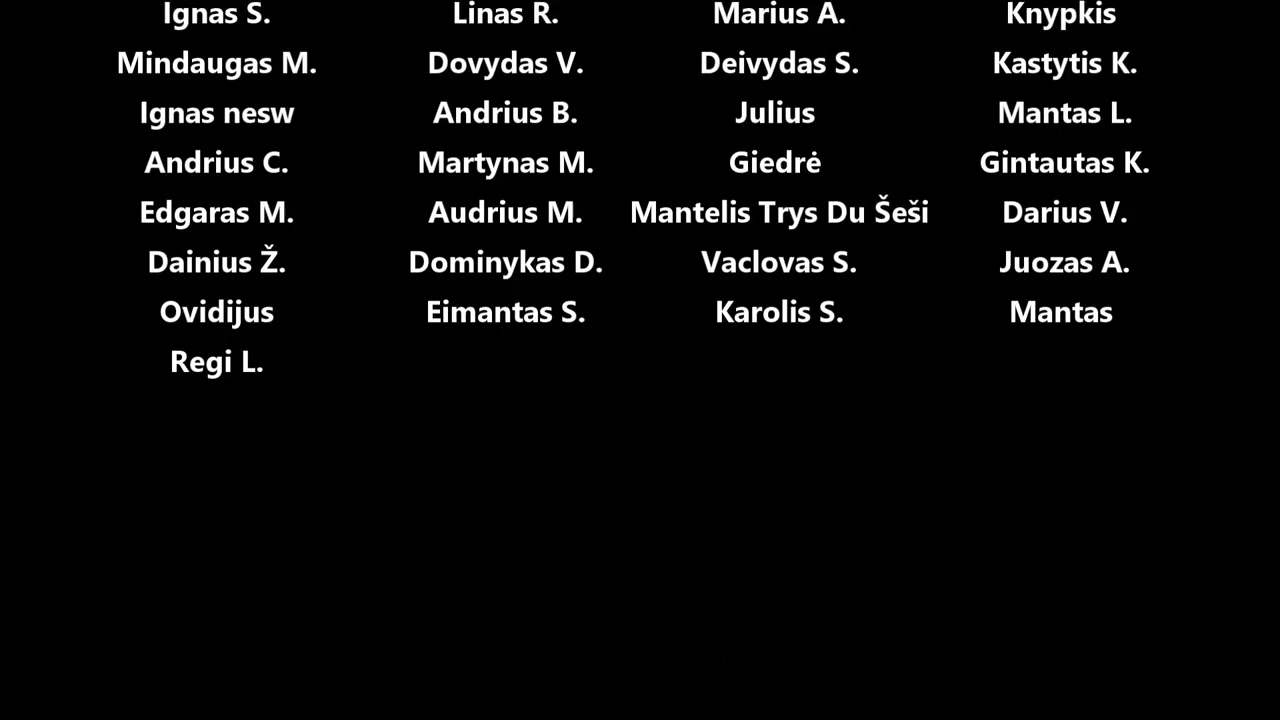 Ignas S. Linas R. Marius A. Knypkis
Mindaugas M. Dovydas V. Deivydas S. Kastytis K.
Ignas nesw Andrius B. Julius Mantas L.
Andrius C. Martynas M. Giedrė Gintautas K.
Edgaras M. Audrius M. Mantelis Trys Du Šeši Darius V.
Dainius Ž. Dominykas D. Vaclovas S. Juozas A.
Ovidijus Eimantas S. Karolis S. Mantas
Regi L.